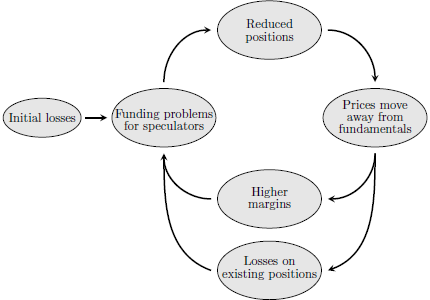 Reduced
positions
Initial losses
Funding problems
for speculators
Prices move
away from
fundamentals
Higher
margins
Losses on
existing positions